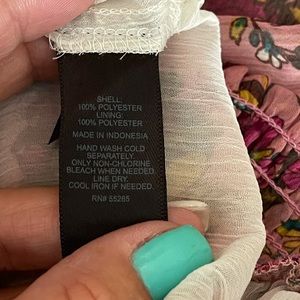 SHELL:
100% POLYESTER
LINING:
100% POLYESTER
MADE IN INDONESIA
HAND WASH COLD
SEPARATELY.
ONLY NON-CHLORINE
BLEACH WHEN NEEDED.
LINE DRY.
COOL IRON IF NEEDED.
RN# 55285